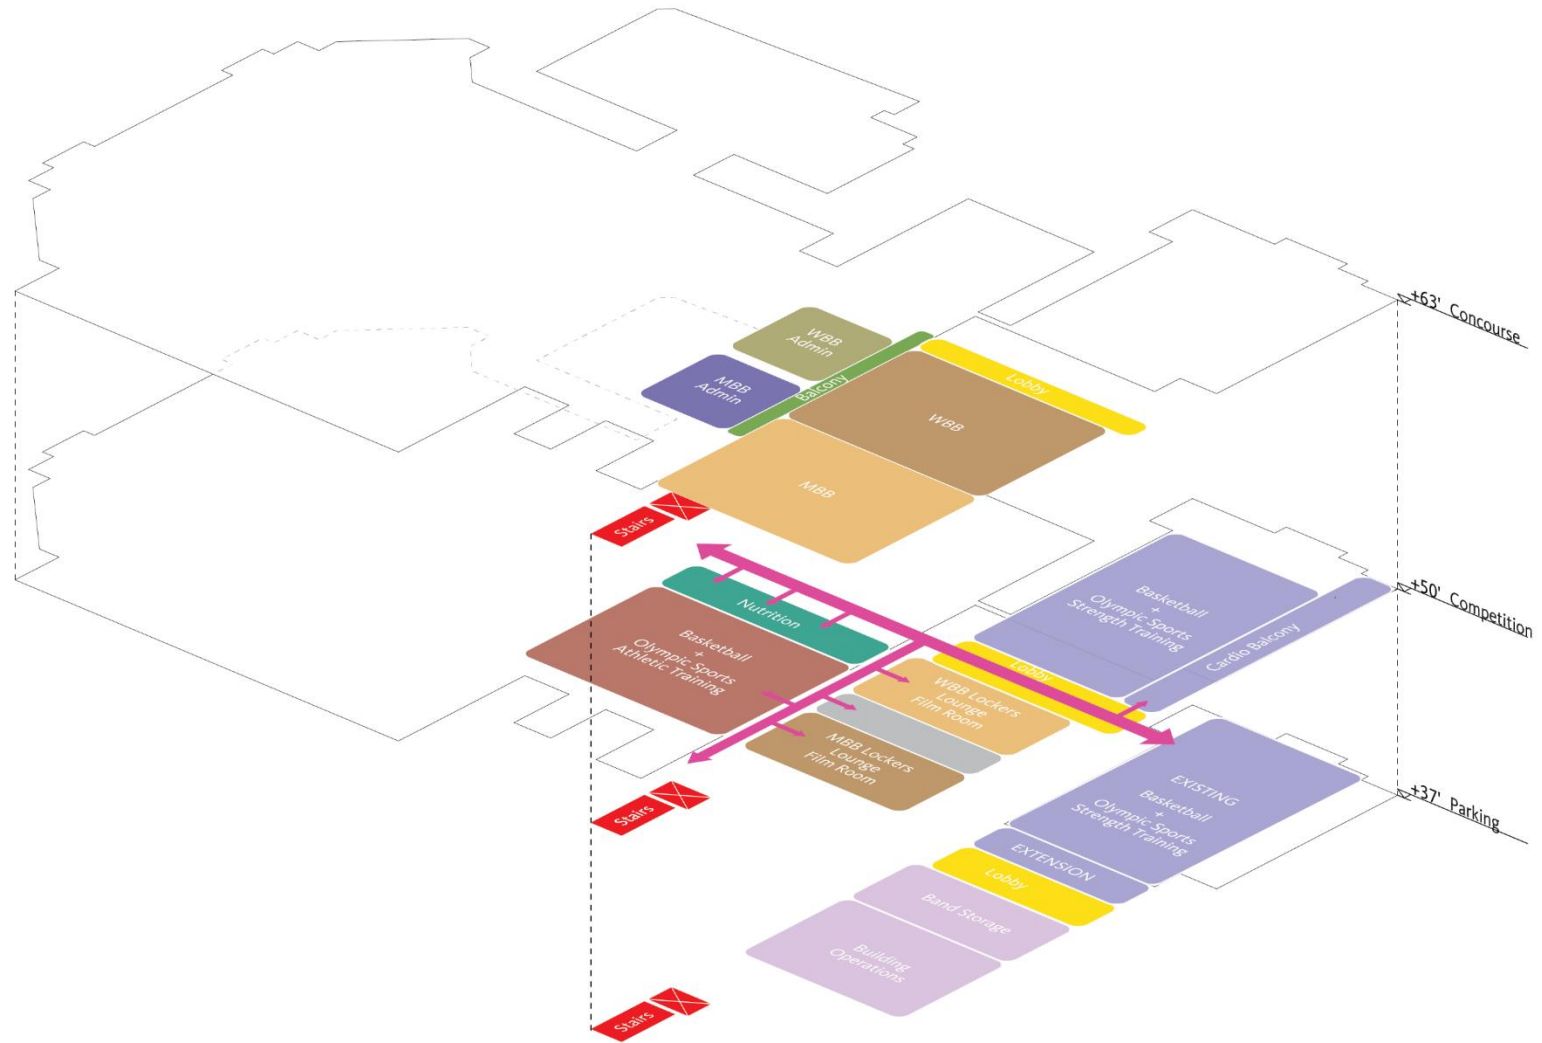 +63' Concourse
WBB
Admin
MBB
Admin
Balcony
Lobby
WBB
MBB
Stairs
+50' Competition
Basketball
+
Olympic Sports
Strength Training
Cardio Balcony
Nutrition
Basketball
+
Olympic Sports
Athletic Training
Lobby
WBB Lockers
Lounge
Film Room
MBB Lockers
Lounge
Film Room
Stairs
+37' Parking
EXISTING
Basketball
+
Olympic Sports
Strength Training
EXTENSION
Lobby
Band Storage
Building
Operations
Stairs